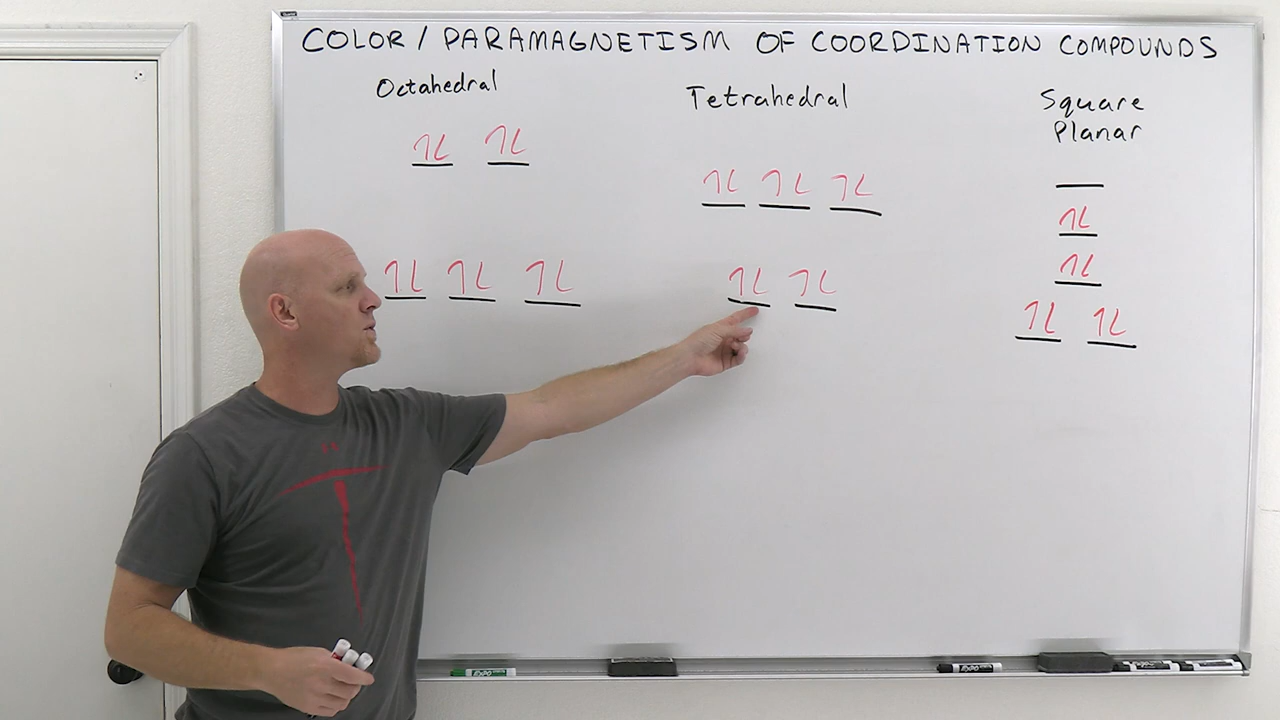 COLOR / PARAMAGNETISM OF COORDINATION COMPOUNDS
Octahedral
Tetrahedral
Square
Planar